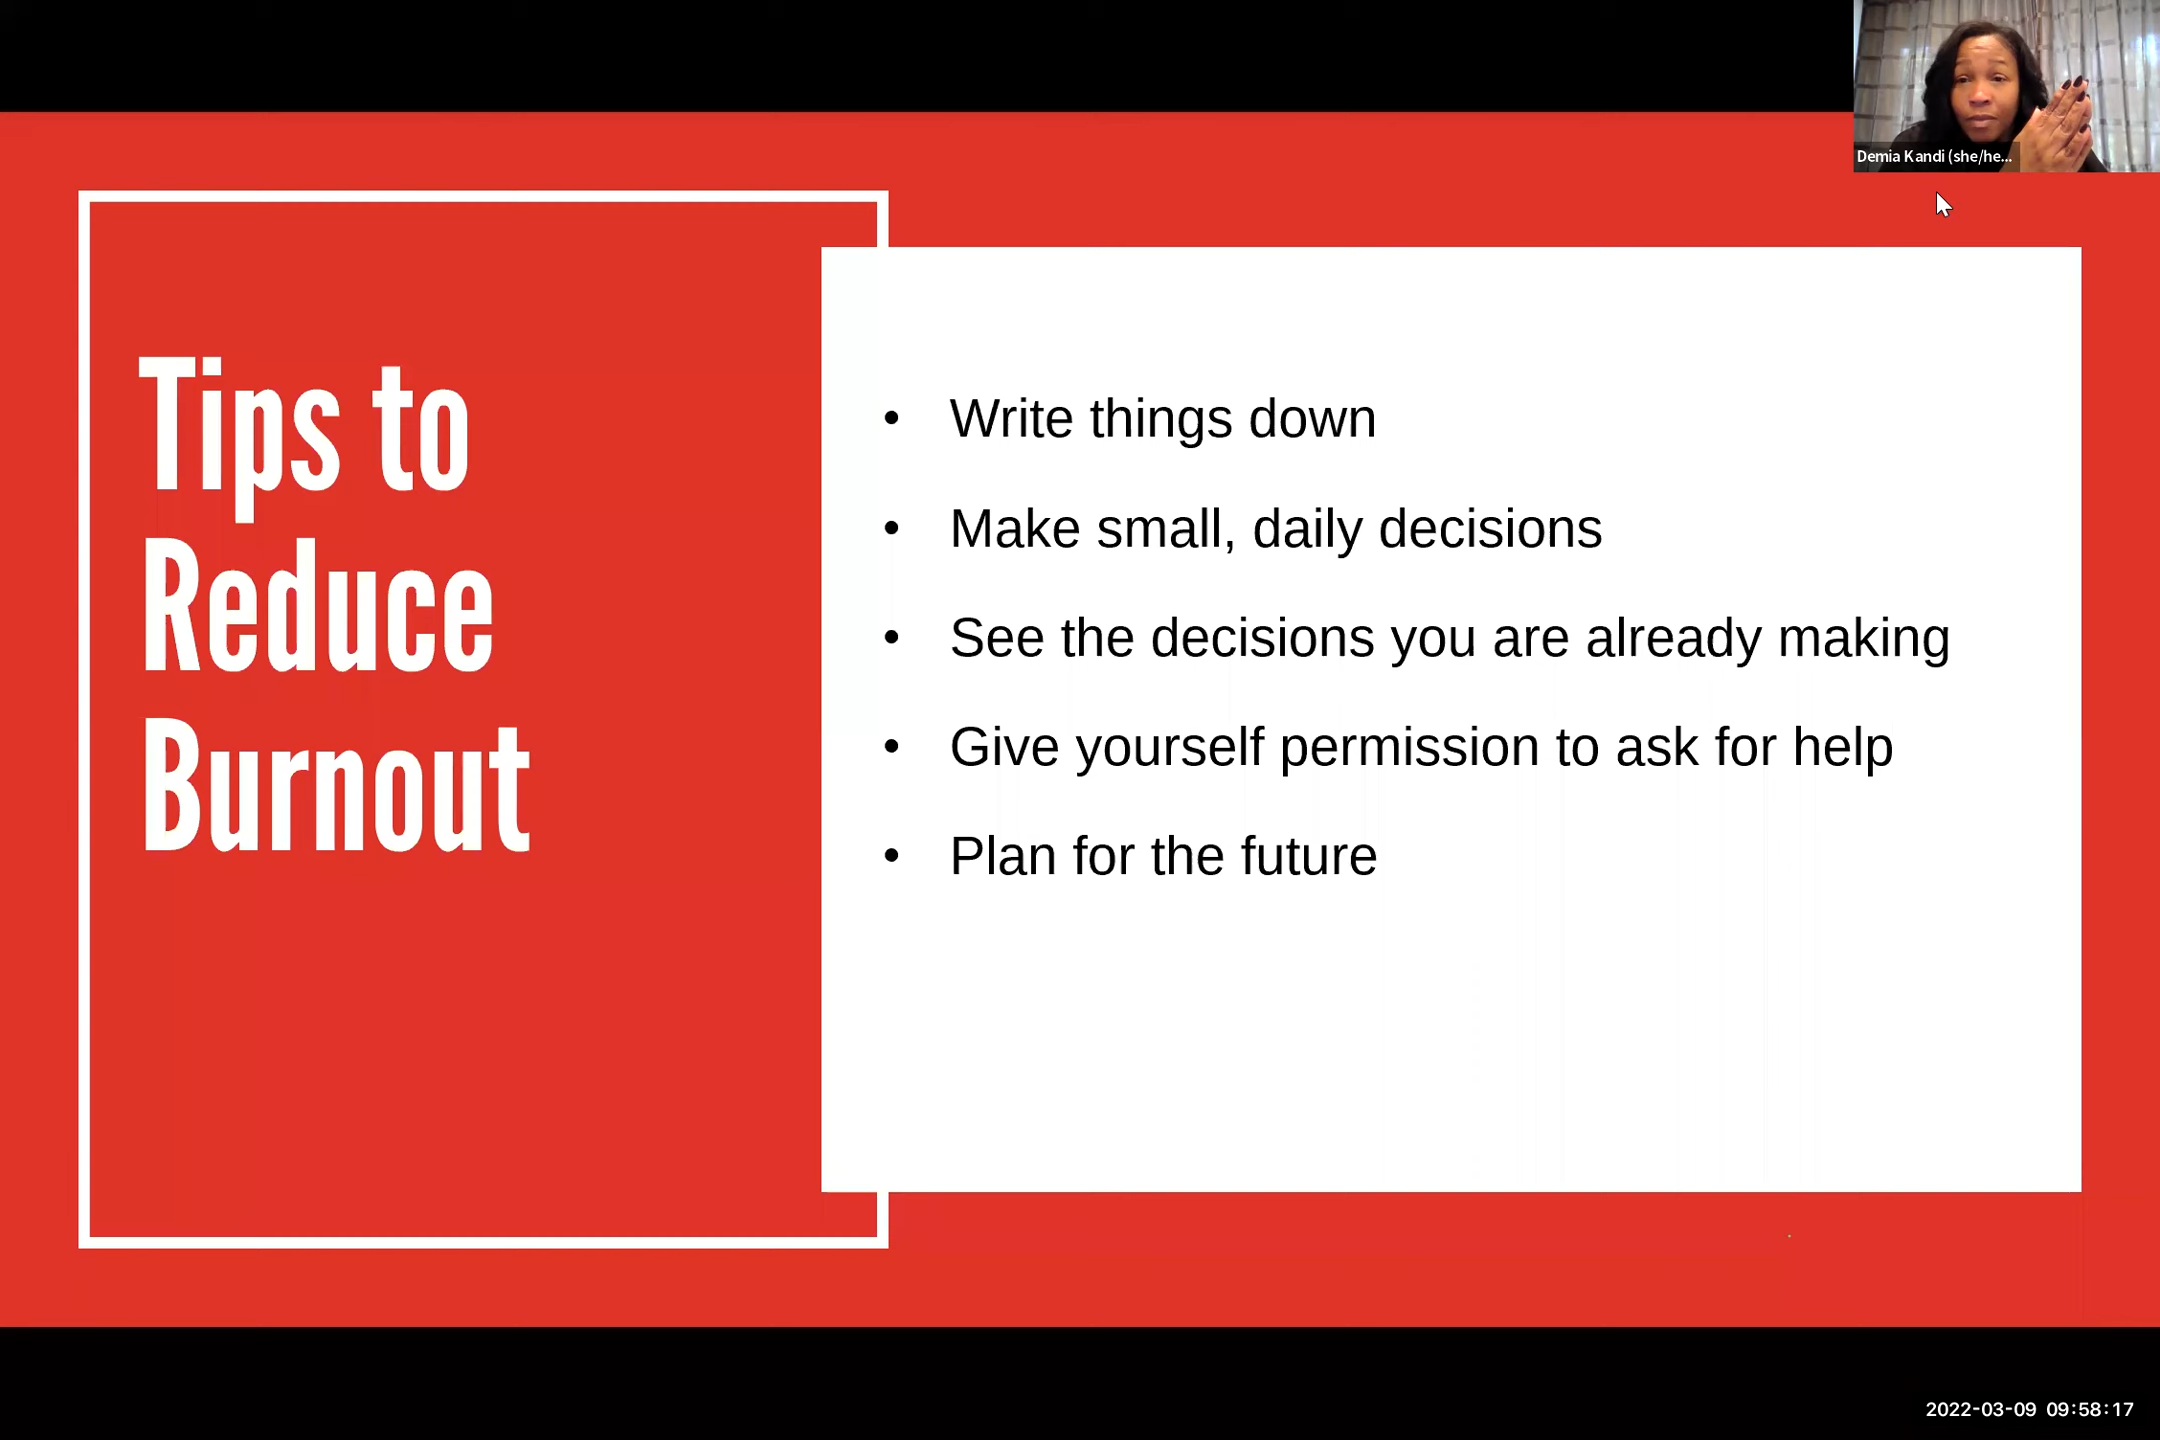 Demia Kandi (she/he...
Tips to
Reduce
Burnout
• Write things down
• Make small, daily decisions
• See the decisions you are already making
• Give yourself permission to ask for help
• Plan for the future
2022-03-09 09:58:17